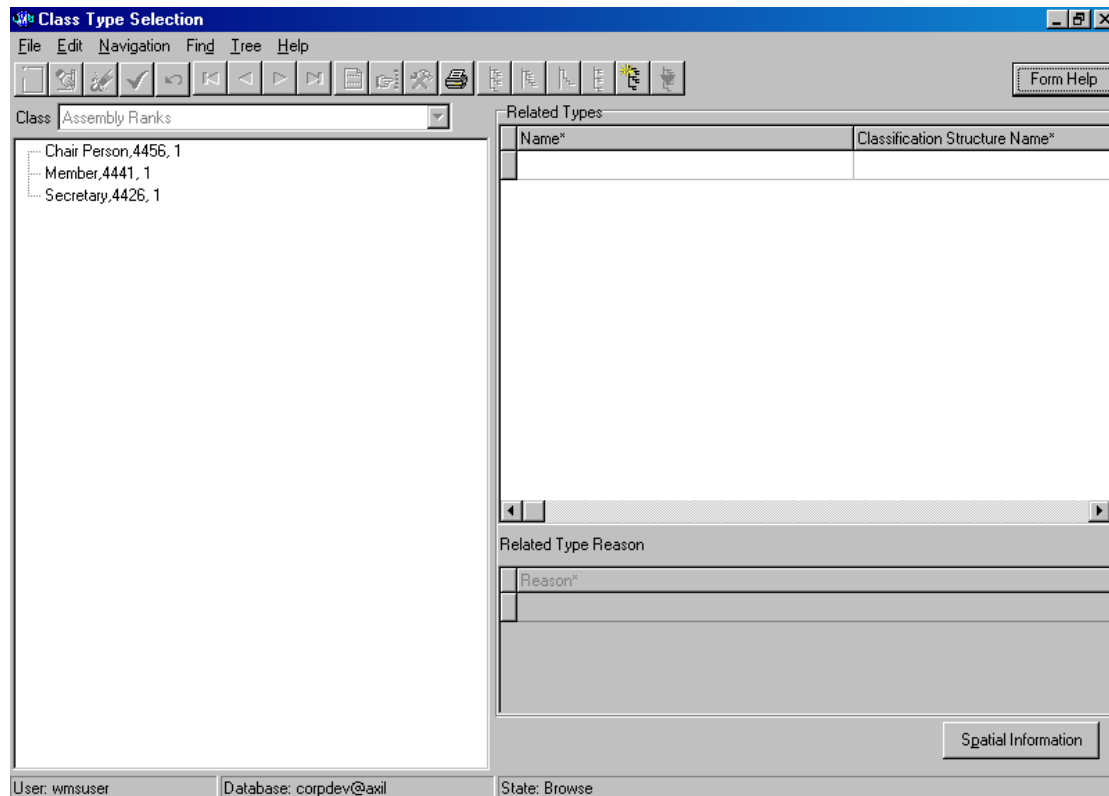 Class Type Selection
File Edit Navigation Find Tree Help
Form Help
Class Assembly Ranks
Chair Person,4456, 1
Member,4441, 1
Secretary,4426, 1
Related Types
Name* Classification Structure Name*
Related Type Reason
Reason*
Spatial Information
User: wmsuser Database: corpdev@axil State: Browse